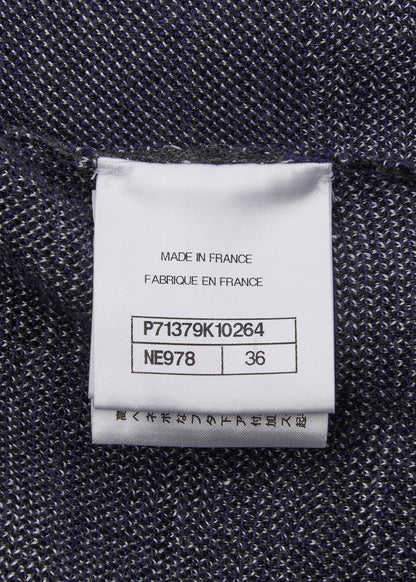 MADE IN FRANCE
FABRIQUE EN FRANCE
P71379K10264
NE978 36